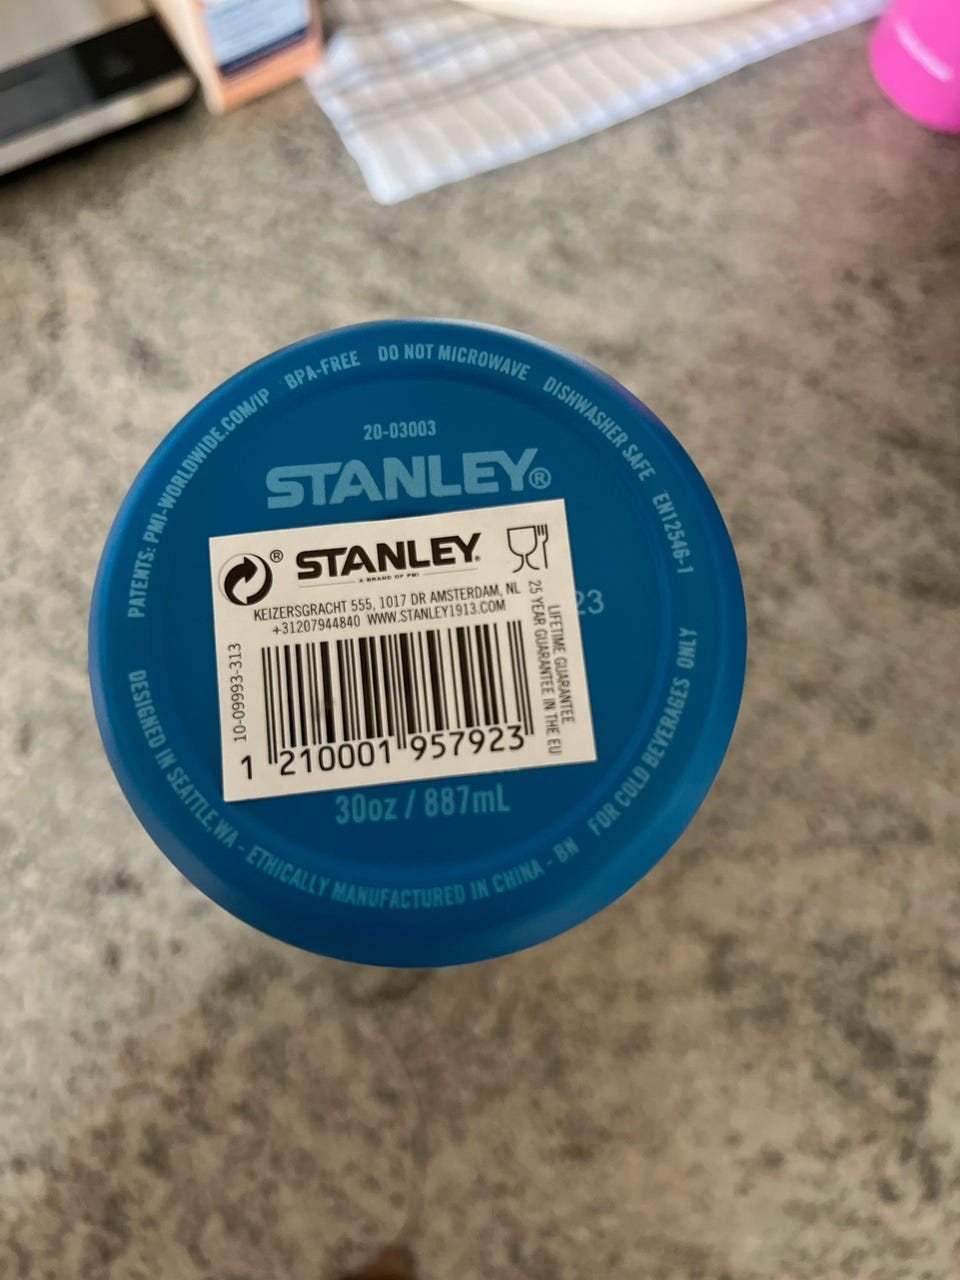 PATENTS: PMI-WORLDWIDE.COM/IP BPA-FREE DO NOT MICROWAVE DISHWASHER SAFE EN12546-1
20-03003
STANLEY®
® STANLEY®
A BRAND OF PMI
KEIZERSGRACHT 555, 1017 DR AMSTERDAM, NL
+31207944840 WWW.STANLEY1913.COM
10-09993-313
1 210001 957923
LIFETIME GUARANTEE
25 YEAR GUARANTEE IN THE EU
23
30oz / 887mL
DESIGNED IN SEATTLE, WA - ETHICALLY MANUFACTURED IN CHINA - BN FOR COLD BEVERAGES ONLY